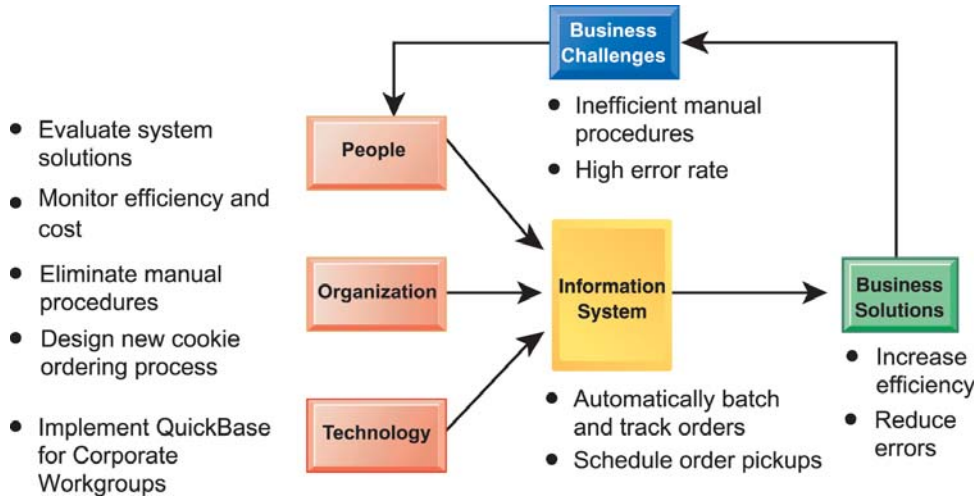 Business
Challenges
• Inefficient manual
procedures
• High error rate
• Evaluate system
solutions
• Monitor efficiency and
cost
People
• Eliminate manual
procedures
• Design new cookie
ordering process
Organization
• Implement QuickBase
for Corporate
Workgroups
Technology
Information
System
• Automatically batch
and track orders
• Schedule order pickups
Business
Solutions
• Increase
efficiency
• Reduce
errors